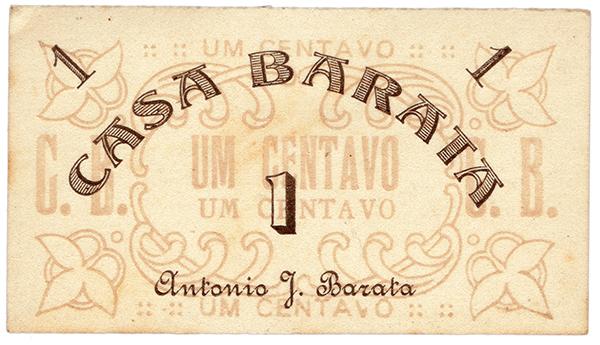 :: :: UM CENTAVO :: ::
1 1
CASA BARATA
C. B. UM CENTAVO C. B.
UM CENTAVO
1
Antonio J. Barata
:: :: UM CENTAVO :: ::